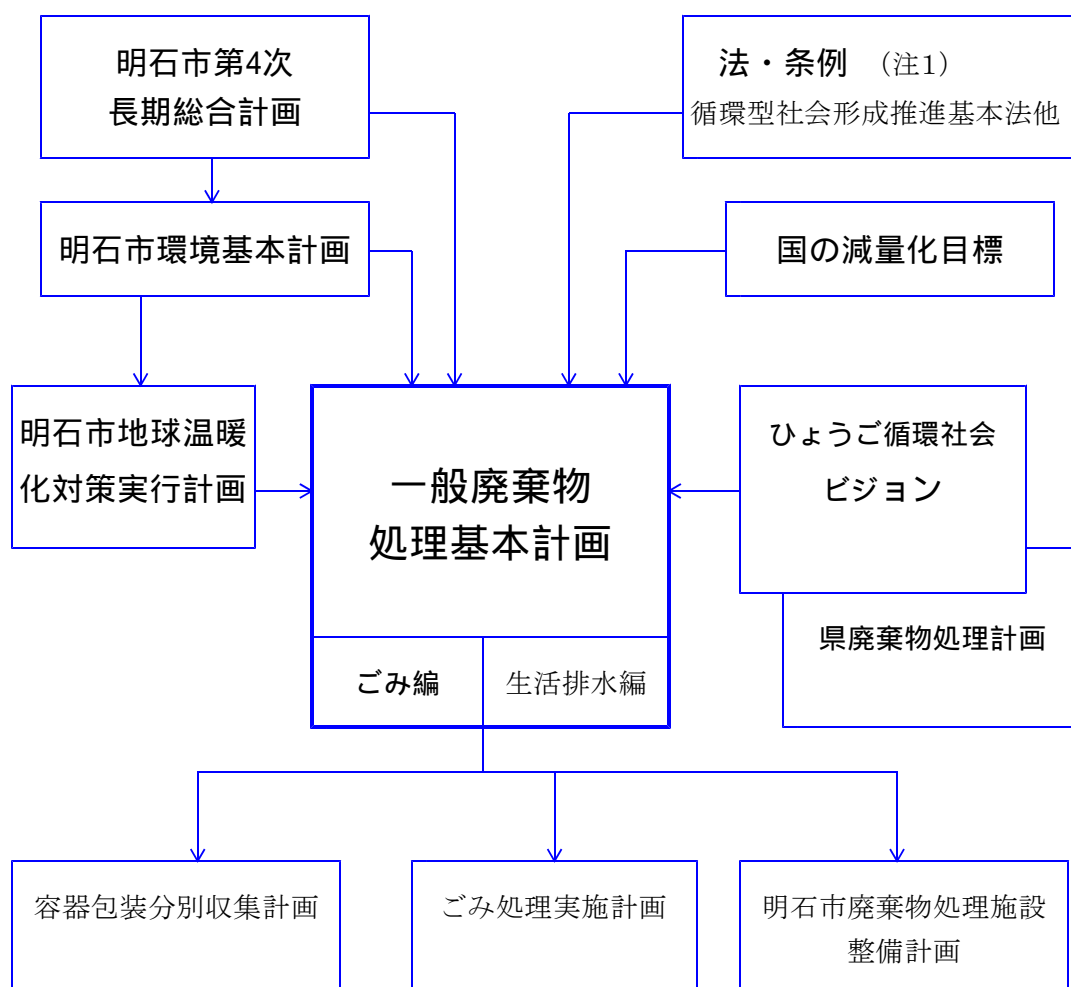 明石市第4次
長期総合計画
法・条例 (注1)
循環型社会形成推進基本法他
明石市環境基本計画
国の減量化目標
明石市地球温暖
化対策実行計画
一般廃棄物
処理基本計画
ひょうご循環社会
ビジョン
県廃棄物処理計画
ごみ編
生活排水編
容器包装分別収集計画
ごみ処理実施計画
明石市廃棄物処理施設
整備計画